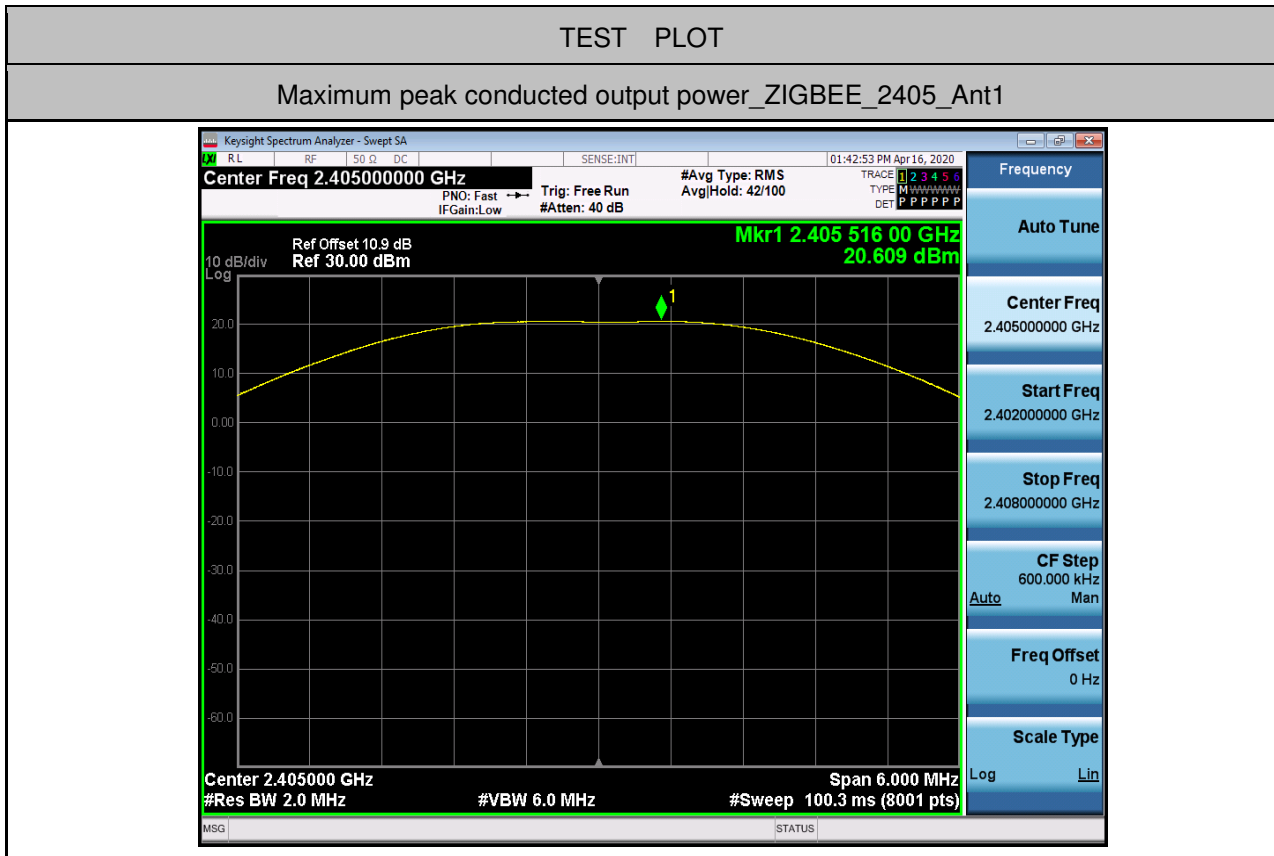 TEST PLOT
Maximum peak conducted output power_ZIGBEE_2405_Ant1
Keysight Spectrum Analyzer - Swept SA
LXI RL RF 50 Ω DC SENSE:INT 01:42:53 PM Apr 16, 2020
Center Freq 2.405000000 GHz
PNO: Fast
IFGain:Low
Trig: Free Run
#Atten: 40 dB
#Avg Type: RMS
Avg|Hold: 42/100
TRACE 1 2 3 4 5 6
TYPE M WWWWW
DET P P P P P P
Ref Offset 10.9 dB
10 dB/div Ref 30.00 dBm
Log
Mkr1 2.405 516 00 GHz
20.609 dBm
1
20.0
10.0
0.00
-10.0
-20.0
-30.0
-40.0
-50.0
-60.0
Center 2.405000 GHz Span 6.000 MHz
#Res BW 2.0 MHz #VBW 6.0 MHz #Sweep 100.3 ms (8001 pts)
MSG STATUS
Frequency
Auto Tune
Center Freq
2.405000000 GHz
Start Freq
2.402000000 GHz
Stop Freq
2.408000000 GHz
CF Step
600.000 kHz
Auto Man
Freq Offset
0 Hz
Scale Type
Log Lin